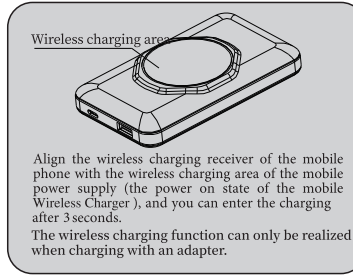 Wireless charging area
Align the wireless charging receiver of the mobile
phone with the wireless charging area of the mobile
power supply (the power on state of the mobile
Wireless Charger ), and you can enter the charging
after 3 seconds.
The wireless charging function can only be realized
when charging with an adapter.